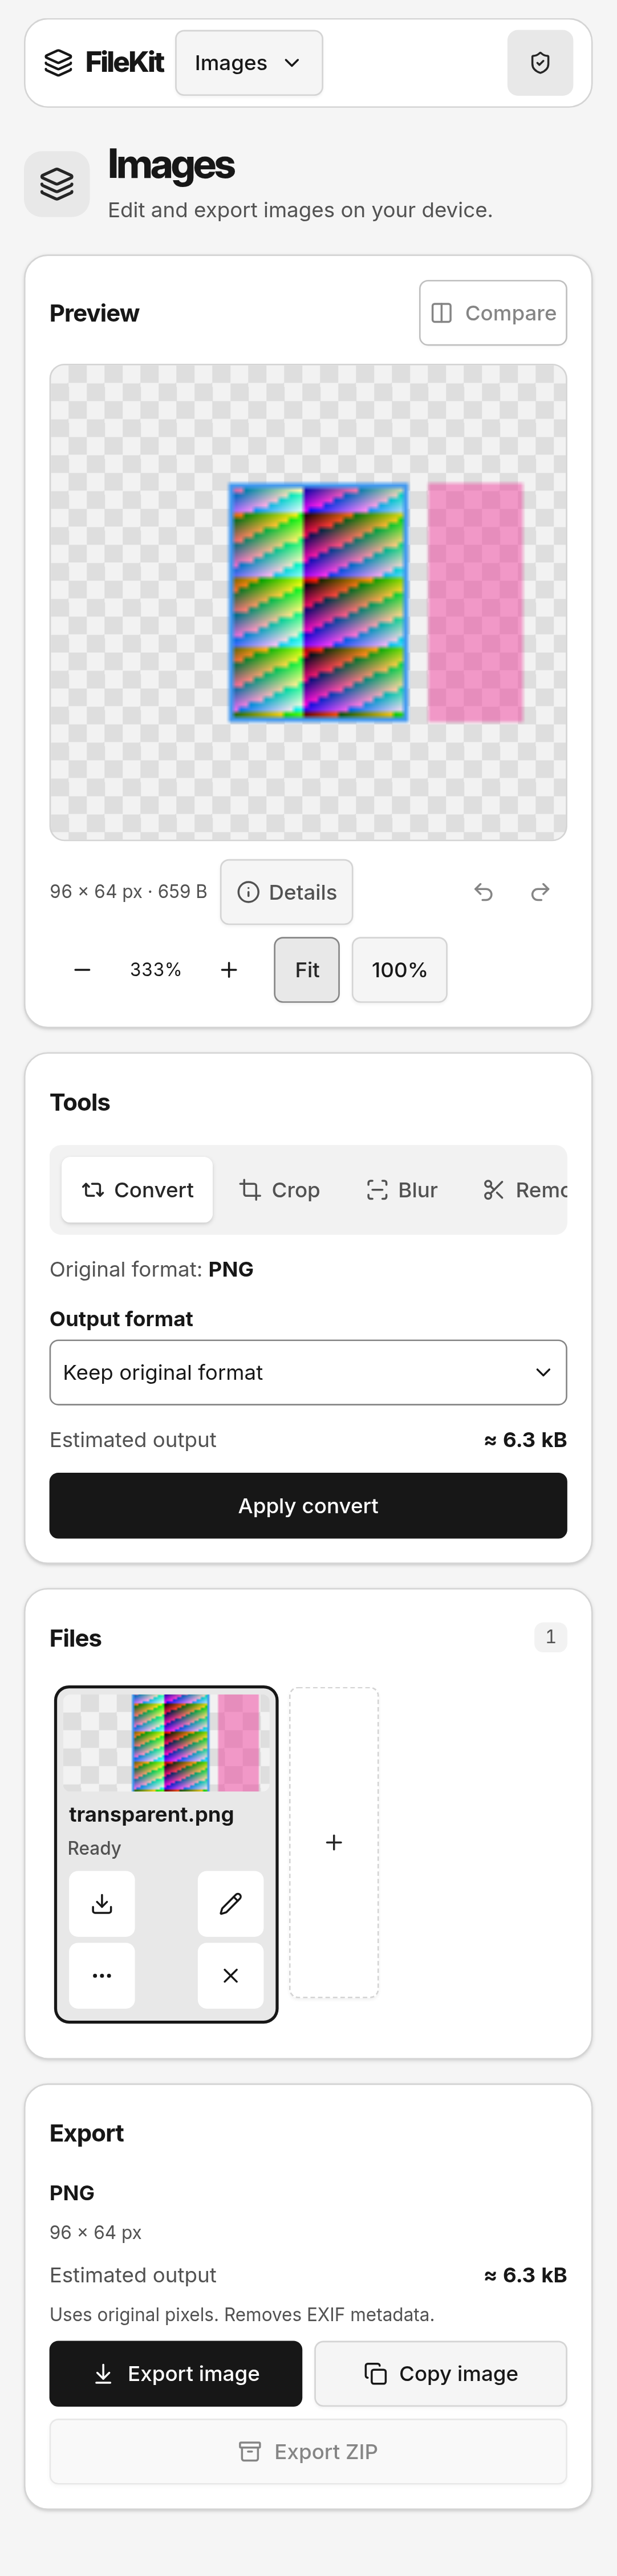 FileKit
Images
Images
Edit and export images on your device.
Preview
Compare
96 × 64 px · 659 B
Details
333%
Fit
100%
Tools
Convert
Crop
Blur
Remo
Original format: PNG
Output format
Keep original format
Estimated output
≈ 6.3 kB
Apply convert
Files
1
transparent.png
Ready
Export
PNG
96 × 64 px
Estimated output
≈ 6.3 kB
Uses original pixels. Removes EXIF metadata.
Export image
Copy image
Export ZIP